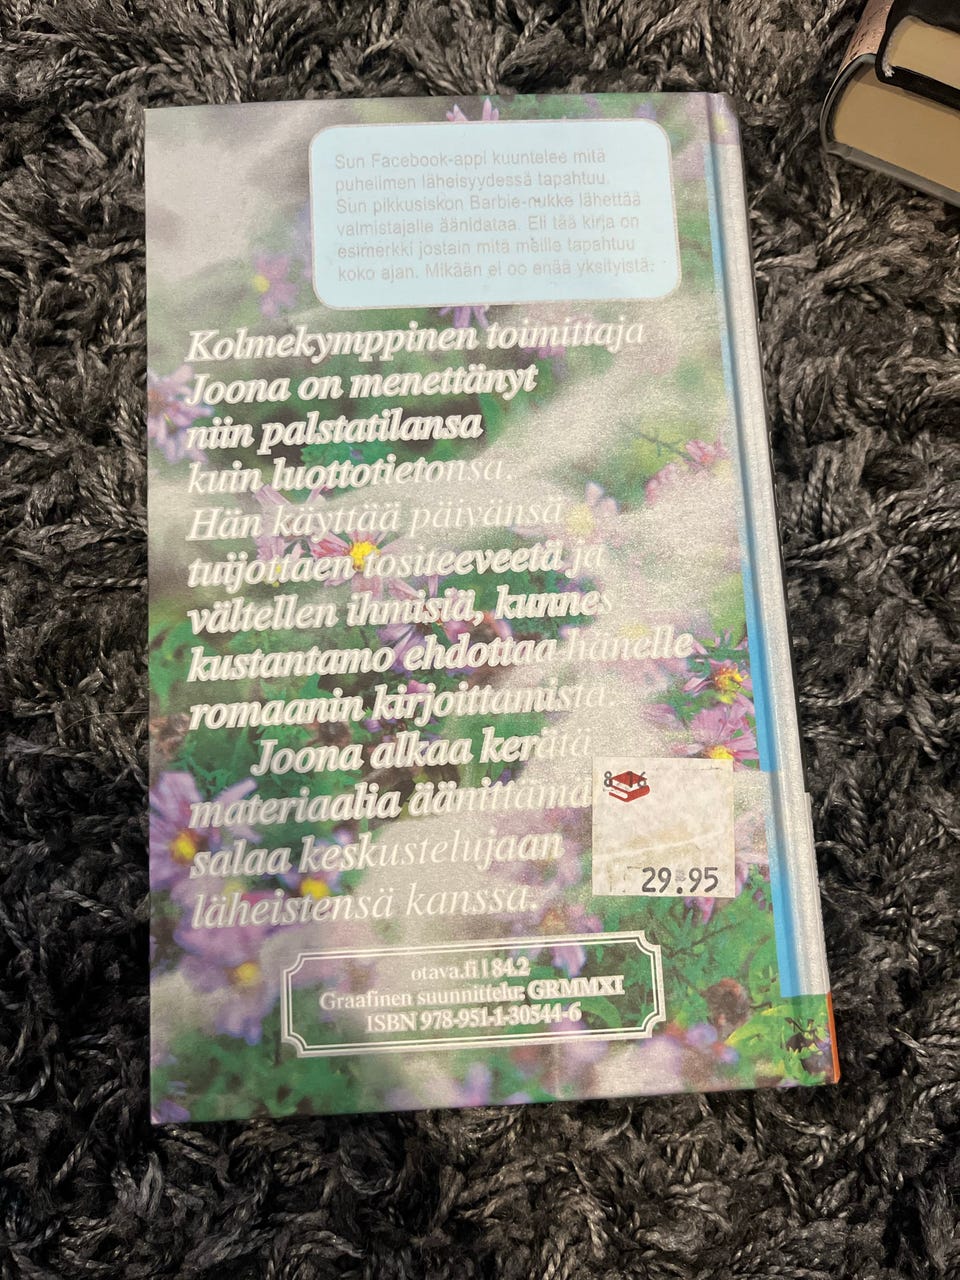 Sun Facebook-appi kuuntelee mitä
puhelimen läheisyydessä tapahtuu.
Sun pikkusiskon Barbie-nukke lähettää
valmistajalle äänidataa. Eli tää kirja on
esimerkki jostain mitä meille tapahtuu
koko ajan. Mikään ei oo enää yksityistä.
Kolmekymppinen toimittaja
Joona on menettänyt
niin palstatilansa
kuin luottotietonsa.
Hän käyttää päivänsä
tuijottaen tositeeveetä ja
vältellen ihmisiä, kunnes
kustantamo ehdottaa hänelle
romaanin kirjoittamista.
Joona alkaa kerätä
materiaalia äänittämällä
salaa keskustelujaan
läheistensä kanssa.
8.16
29.95
otava.fi | 84.2
Graafinen suunnittelu: GRMMXI
ISBN 978-951-1-30544-6